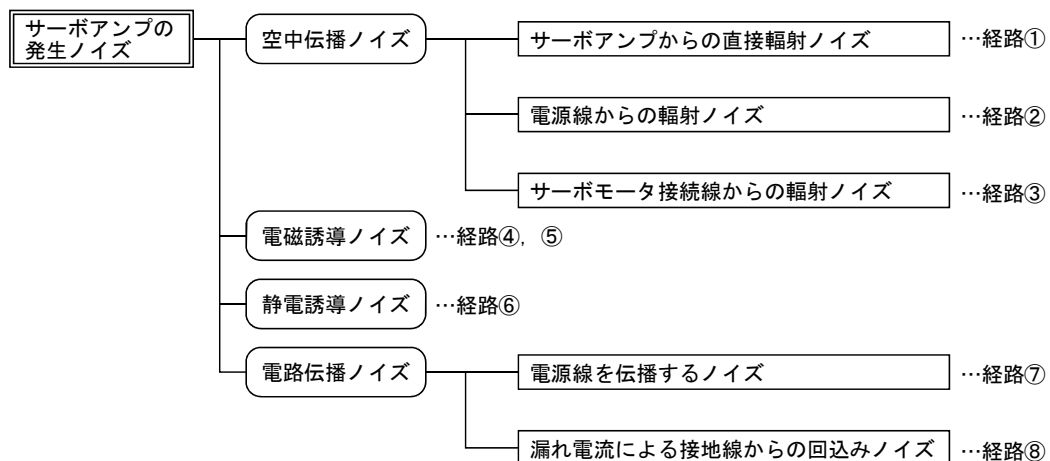 サーボアンプの
発生ノイズ
空中伝播ノイズ
サーボアンプからの直接輻射ノイズ …経路①
電源線からの輻射ノイズ …経路②
サーボモータ接続線からの輻射ノイズ …経路③
電磁誘導ノイズ …経路④，⑤
静電誘導ノイズ …経路⑥
電路伝播ノイズ
電源線を伝播するノイズ …経路⑦
漏れ電流による接地線からの回込みノイズ …経路⑧